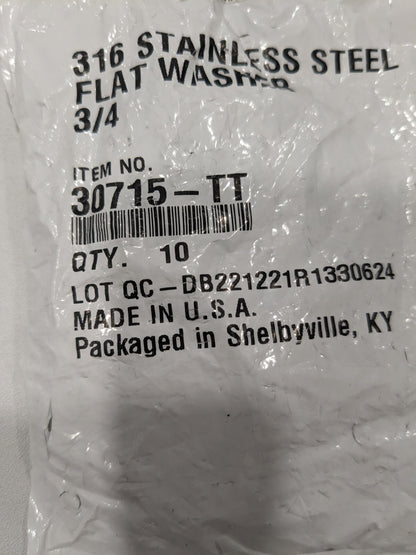 316 STAINLESS STEEL
FLAT WASHER
3/4
ITEM NO.
30715-TT
QTY. 10
LOT QC-DB221221R1330624
MADE IN U.S.A.
Packaged in Shelbyville, KY